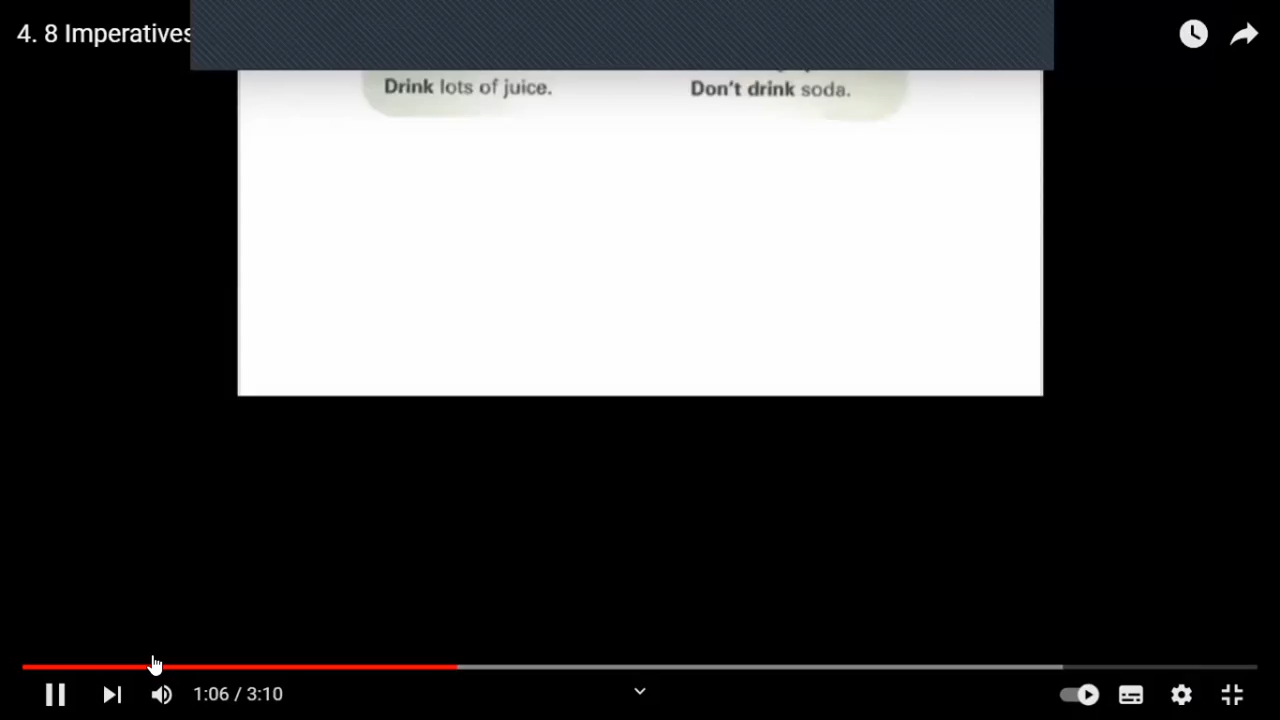 4. 8 Imperatives
Drink lots of juice.
Don't drink soda.
1:06 / 3:10